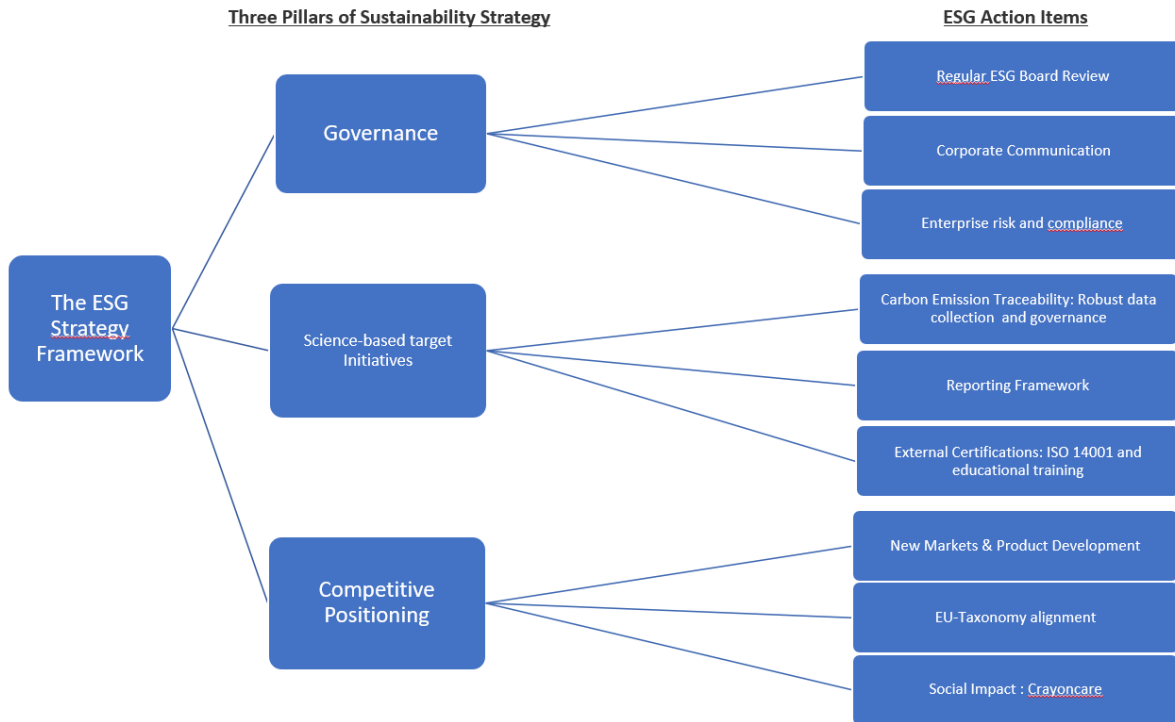 Three Pillars of Sustainability Strategy
ESG Action Items
The ESG
Strategy
Framework
Governance
Regular ESG Board Review
Corporate Communication
Enterprise risk and compliance
Science-based target
Initiatives
Carbon Emission Traceability: Robust data
collection and governance
Reporting Framework
External Certifications: ISO 14001 and
educational training
Competitive
Positioning
New Markets & Product Development
EU-Taxonomy alignment
Social Impact : Crayoncare